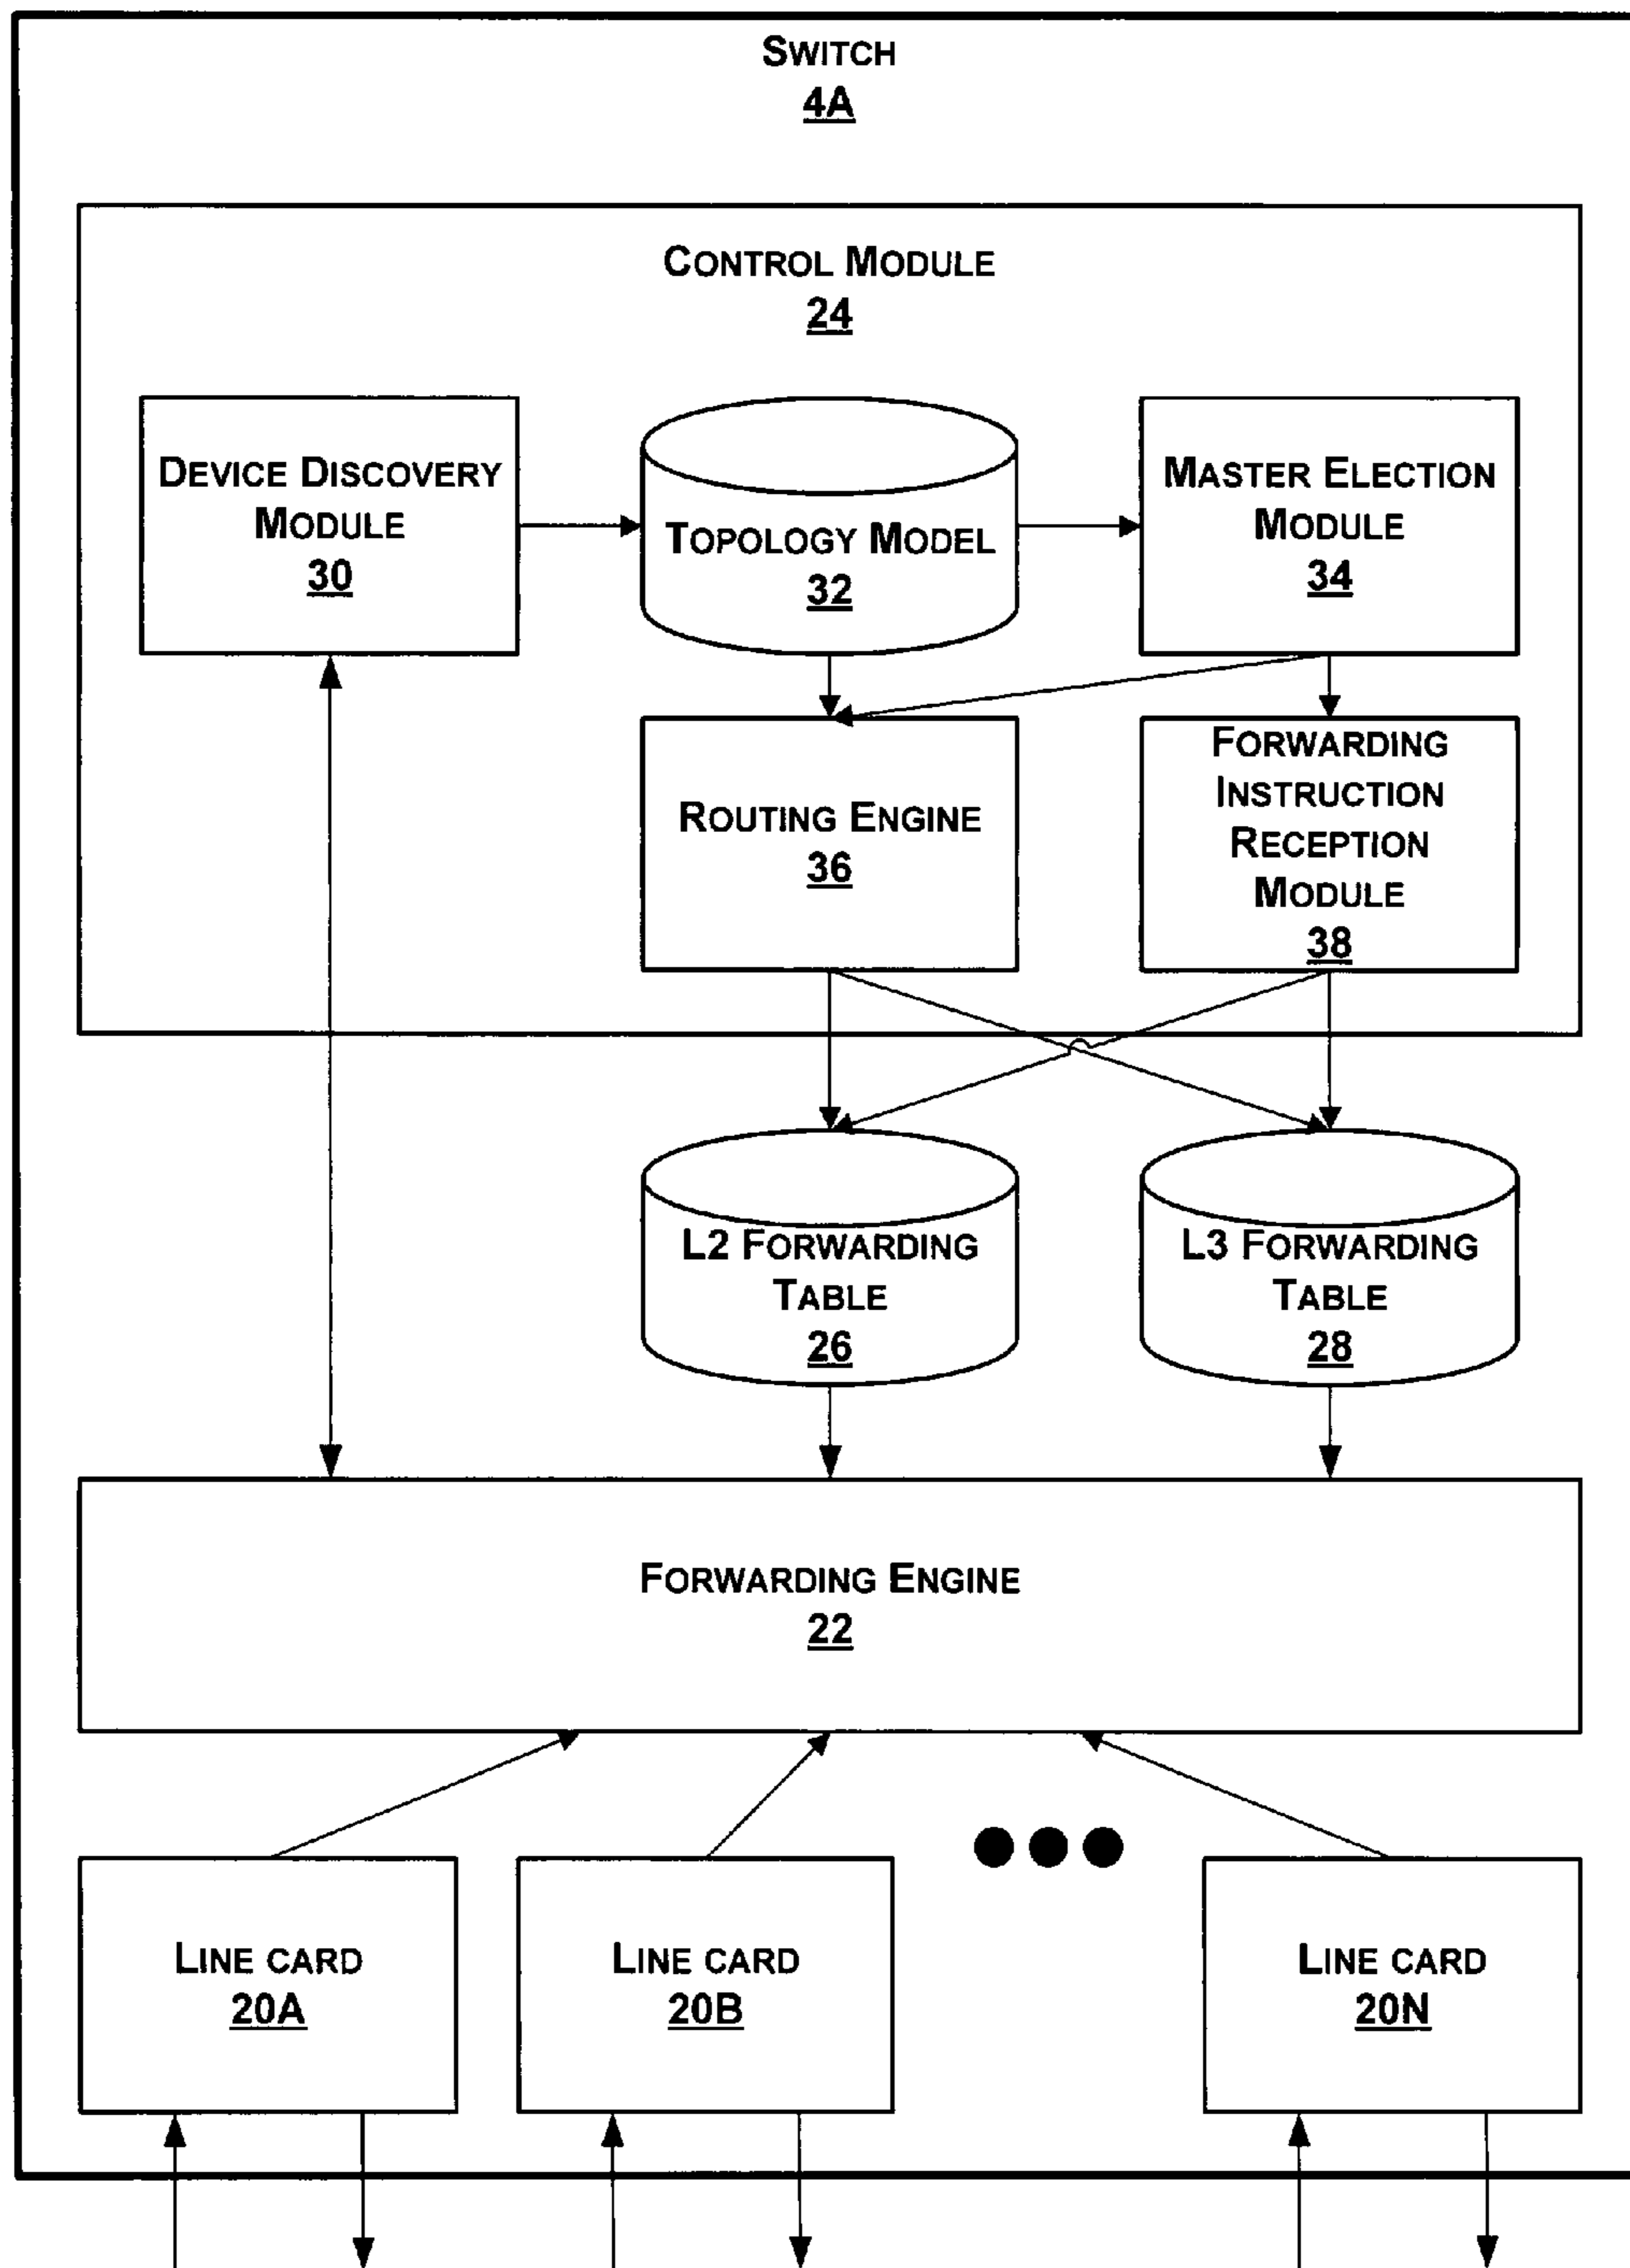 SWITCH
4A
CONTROL MODULE
24
DEVICE DISCOVERY
MODULE
30
TOPOLOGY MODEL
32
MASTER ELECTION
MODULE
34
ROUTING ENGINE
36
FORWARDING
INSTRUCTION
RECEPTION
MODULE
38
L2 FORWARDING
TABLE
26
L3 FORWARDING
TABLE
28
FORWARDING ENGINE
22
LINE CARD
20A
LINE CARD
20B
LINE CARD
20N